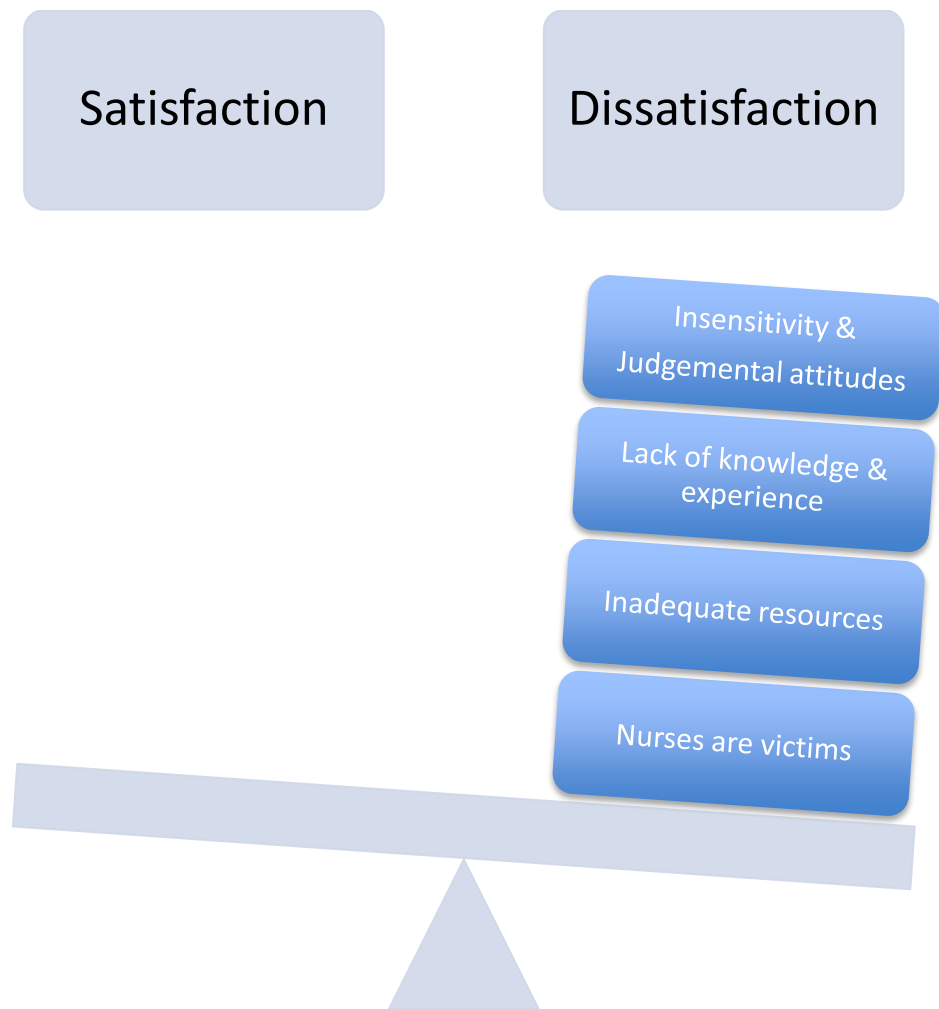 Satisfaction
Dissatisfaction
Insensitivity &
Judgemental attitudes
Lack of knowledge &
experience
Inadequate resources
Nurses are victims